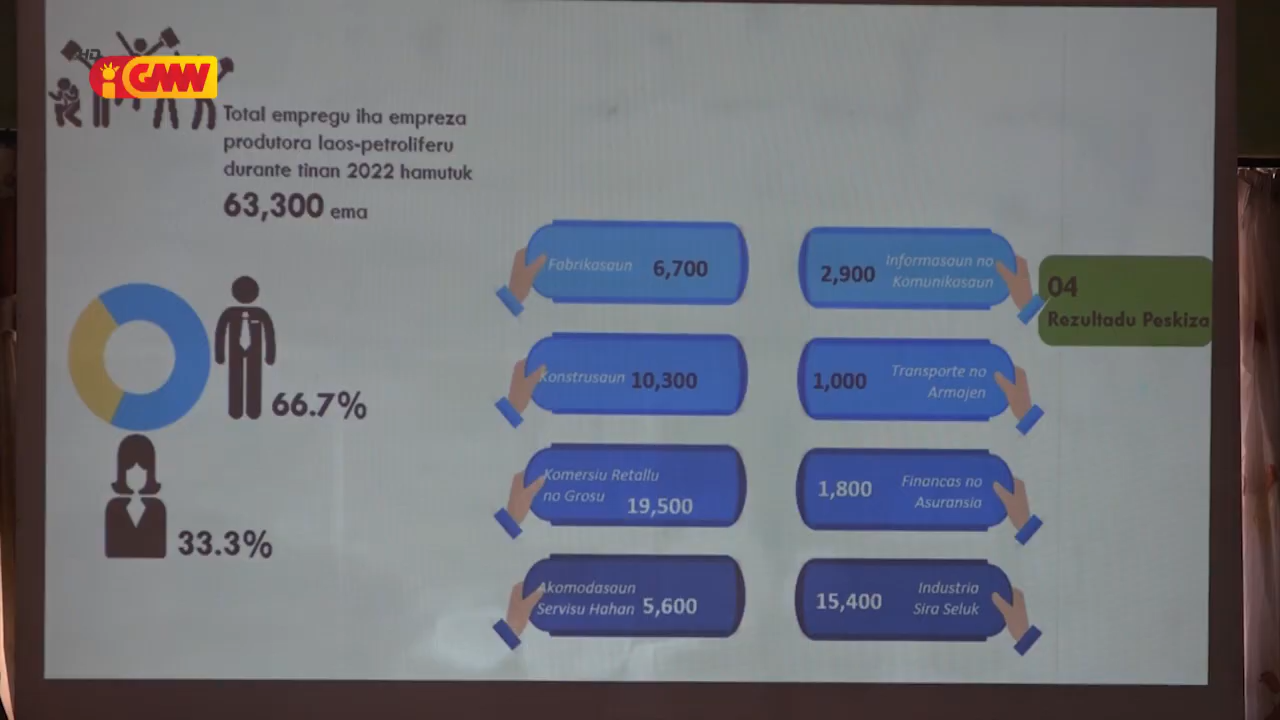 HD
GMN
Total empregu iha empreza
produtora laos-petroliferu
durante tinan 2022 hamutuk
63,300 ema
66.7%
33.3%
Fabrikasaun 6,700
Konstrusaun 10,300
Komersiu Retallu
no Grosu 19,500
Akomodasaun
Servisu Hahan 5,600
2,900 Informasaun no
Komunikasaun
1,000 Transporte no
Armajen
1,800 Financas no
Asuransia
15,400 Industria
Sira Seluk
04
Rezultadu Peskiza